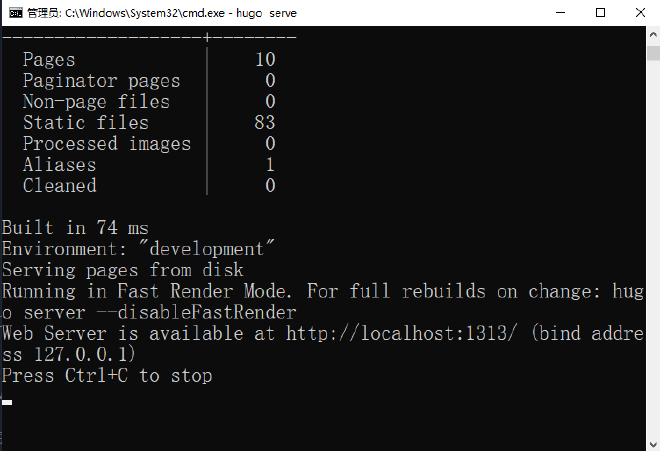 管理员: C:\Windows\System32\cmd.exe - hugo  serve
-------------------+--------
Pages | 10
Paginator pages | 0
Non-page files | 0
Static files | 83
Processed images | 0
Aliases | 1
Cleaned | 0
Built in 74 ms
Environment: "development"
Serving pages from disk
Running in Fast Render Mode. For full rebuilds on change: hug
o server --disableFastRender
Web Server is available at http://localhost:1313/ (bind addre
ss 127.0.0.1)
Press Ctrl+C to stop